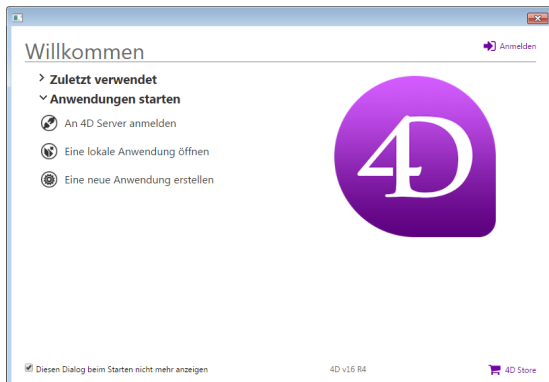 Willkommen
Anmelden
Zuletzt verwendet
Anwendungen starten
An 4D Server anmelden
Eine lokale Anwendung öffnen
Eine neue Anwendung erstellen
4D
Diesen Dialog beim Starten nicht mehr anzeigen
4D v16 R4
4D Store